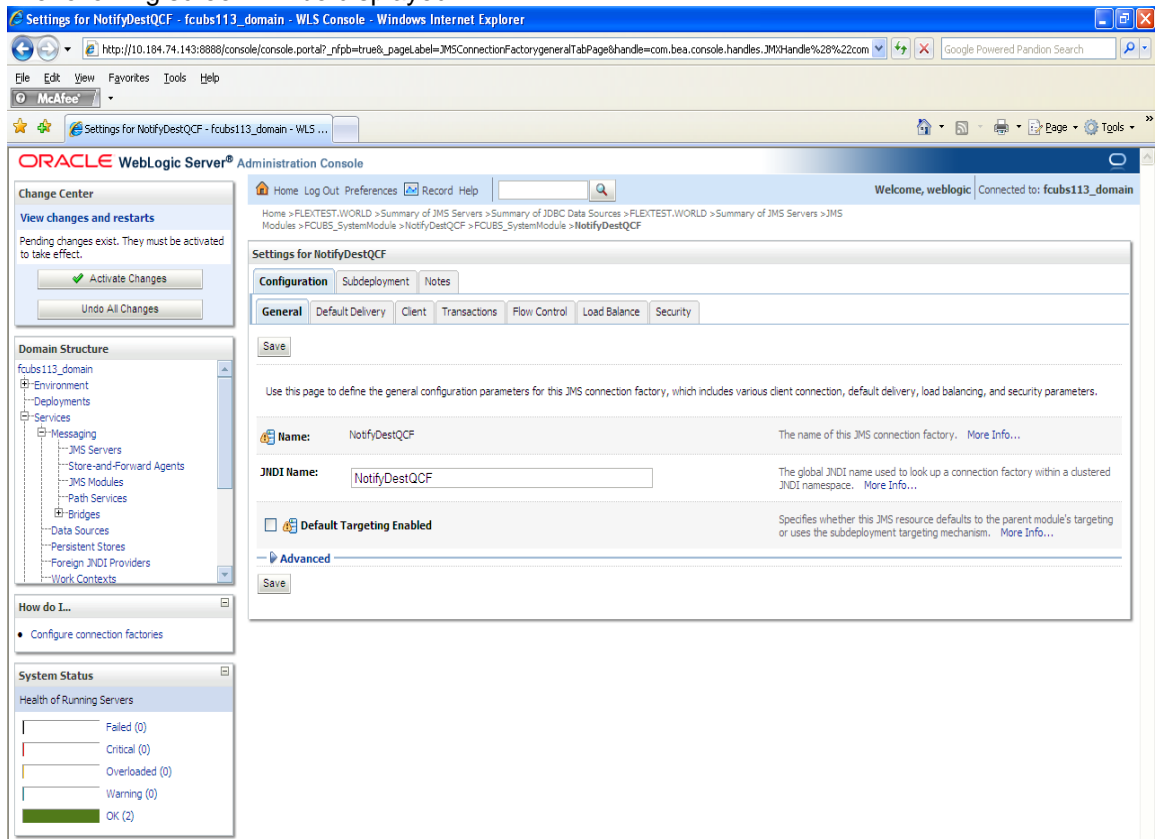 Settings for NotifyDestQCF - fcubs113_domain - WLS Console - Windows Internet Explorer
http://10.184.74.143:8888/console/console.portal?_nfpb=true&_pageLabel=JMSConnectionFactorygeneralTabPage&handle=com.bea.console.handles.JMXHandle%28%22com
Google Powered Pandion Search
File Edit View Favorites Tools Help
McAfee
Settings for NotifyDestQCF - fcubs113_domain - WLS ...
Page Tools
ORACLE WebLogic Server® Administration Console
Change Center
View changes and restarts
Pending changes exist. They must be activated
to take effect.
Activate Changes
Undo All Changes
Domain Structure
fcubs113_domain
Environment
Deployments
Services
Messaging
JMS Servers
Store-and-Forward Agents
JMS Modules
Path Services
Bridges
Data Sources
Persistent Stores
Foreign JNDI Providers
Work Contexts
How do I...
Configure connection factories
System Status
Health of Running Servers
Failed (0)
Critical (0)
Overloaded (0)
Warning (0)
OK (2)
Home Log Out Preferences Record Help
Welcome, weblogic Connected to: fcubs113_domain
Home >FLEXTEST.WORLD >Summary of JMS Servers >Summary of JDBC Data Sources >FLEXTEST.WORLD >Summary of JMS Servers >JMS
Modules >FCUBS_SystemModule >NotifyDestQCF >FCUBS_SystemModule >NotifyDestQCF
Settings for NotifyDestQCF
Configuration Subdeployment Notes
General Default Delivery Client Transactions Flow Control Load Balance Security
Save
Use this page to define the general configuration parameters for this JMS connection factory, which includes various client connection, default delivery, load balancing, and security parameters.
Name: NotifyDestQCF The name of this JMS connection factory. More Info...
JNDI Name: NotifyDestQCF The global JNDI name used to look up a connection factory within a clustered
JNDI namespace. More Info...
Default Targeting Enabled Specifies whether this JMS resource defaults to the parent module's targeting
or uses the subdeployment targeting mechanism. More Info...
Advanced
Save